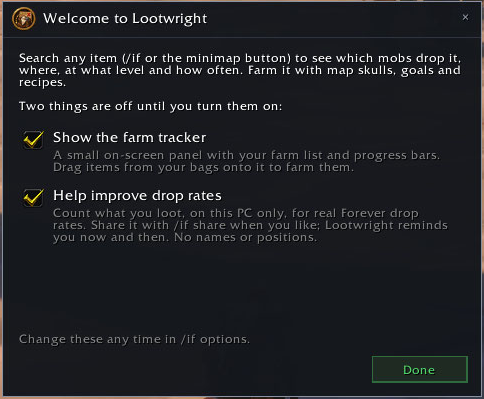 Welcome to Lootwright
×
Search any item (/if or the minimap button) to see which mobs drop it,
where, at what level and how often. Farm it with map skulls, goals and
recipes.
Two things are off until you turn them on:
Show the farm tracker
A small on-screen panel with your farm list and progress bars.
Drag items from your bags onto it to farm them.
Help improve drop rates
Count what you loot, on this PC only, for real Forever drop
rates. Share it with /if share when you like; Lootwright reminds
you now and then. No names or positions.
Change these any time in /if options.
Done